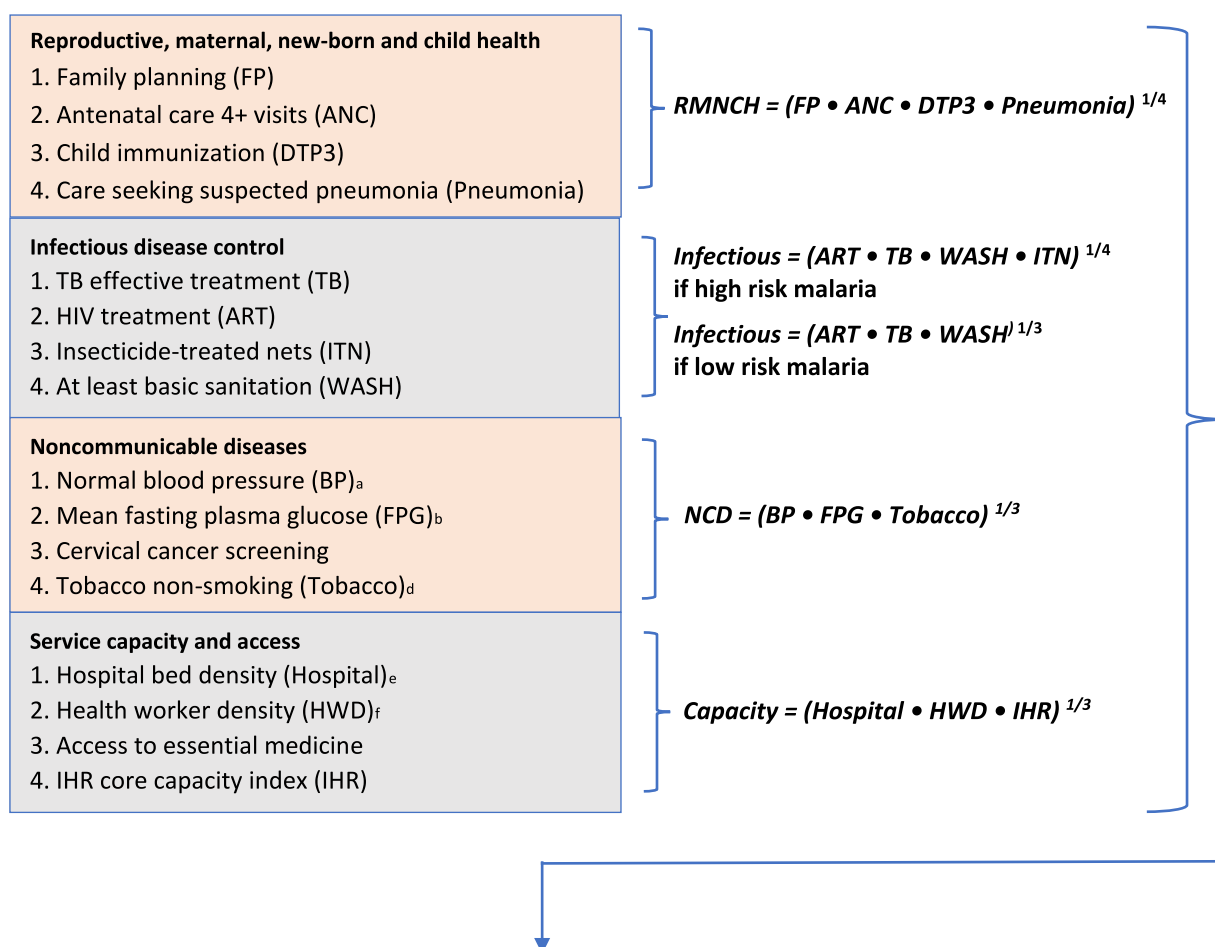 Reproductive, maternal, new-born and child health
1. Family planning (FP)
2. Antenatal care 4+ visits (ANC)
3. Child immunization (DTP3)
4. Care seeking suspected pneumonia (Pneumonia)
RMNCH = (FP • ANC • DTP3 • Pneumonia) 1/4
Infectious disease control
1. TB effective treatment (TB)
2. HIV treatment (ART)
3. Insecticide-treated nets (ITN)
4. At least basic sanitation (WASH)
Infectious = (ART • TB • WASH • ITN) 1/4
if high risk malaria
Infectious = (ART • TB • WASH) 1/3
if low risk malaria
Noncommunicable diseases
1. Normal blood pressure (BP)a
2. Mean fasting plasma glucose (FPG)b
3. Cervical cancer screening
4. Tobacco non-smoking (Tobacco)d
NCD = (BP • FPG • Tobacco) 1/3
Service capacity and access
1. Hospital bed density (Hospital)e
2. Health worker density (HWD)f
3. Access to essential medicine
4. IHR core capacity index (IHR)
Capacity = (Hospital • HWD • IHR) 1/3